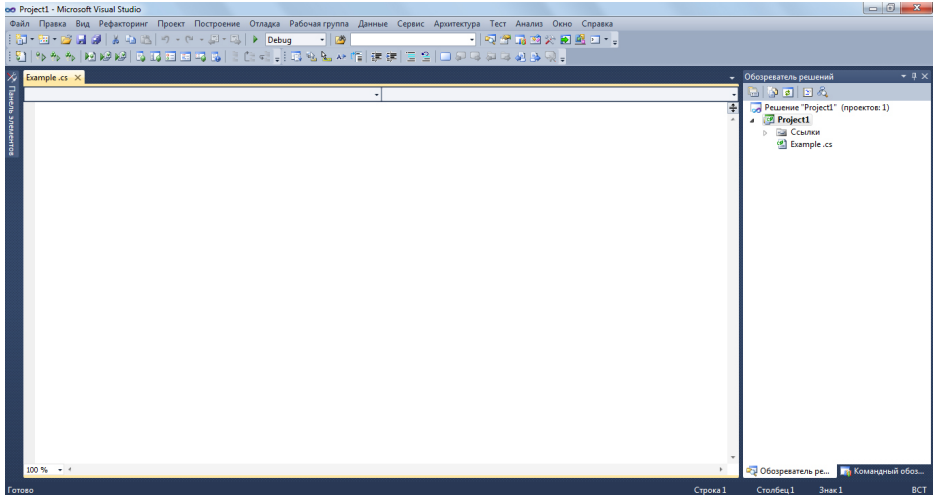 Project1 - Microsoft Visual Studio
Файл Правка Вид Рефакторинг Проект Построение Отладка Рабочая группа Данные Сервис Архитектура Тест Анализ Окно Справка
Debug
Example.cs
Панель элементов
100 %
Обозреватель решений
Решение "Project1" (проектов: 1)
Project1
Ссылки
Example.cs
Обозреватель ре... Командный обоз...
Готово Строка 1 Столбец 1 Знак 1 ВСТ